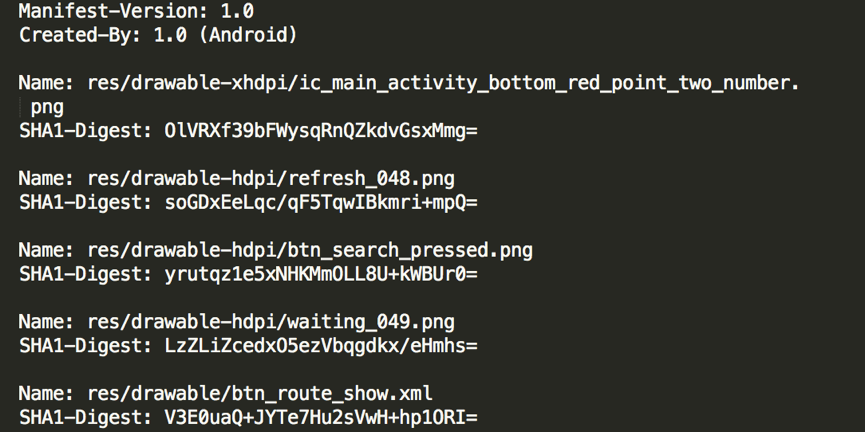 Manifest-Version: 1.0
Created-By: 1.0 (Android)
Name: res/drawable-xhdpi/ic_main_activity_bottom_red_point_two_number.
png
SHA1-Digest: OlVRXf39bFWysqRnQZkdvGsxMmg=
Name: res/drawable-hdpi/refresh_048.png
SHA1-Digest: soGDxEeLqc/qF5TqwIBkmri+mpQ=
Name: res/drawable-hdpi/btn_search_pressed.png
SHA1-Digest: yrutqz1e5xNHKMmOLL8U+kWBUr0=
Name: res/drawable-hdpi/waiting_049.png
SHA1-Digest: LzZLiZcedxO5ezVbqgdkx/eHmhs=
Name: res/drawable/btn_route_show.xml
SHA1-Digest: V3E0uaQ+JYTe7Hu2sVwH+hp1ORI=